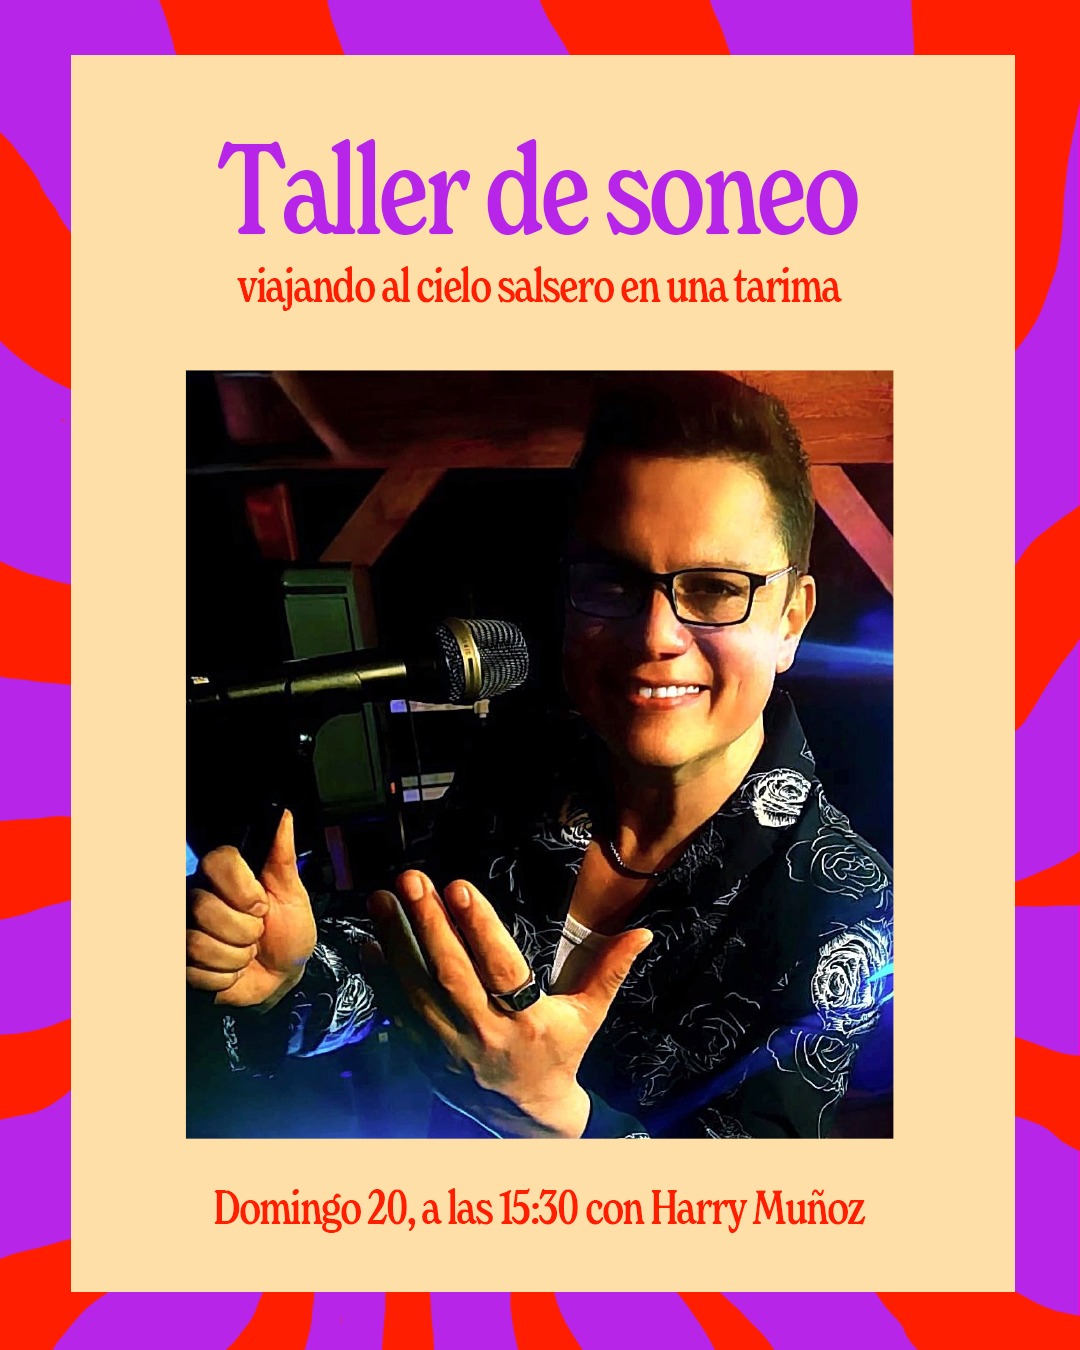 Taller de soneo
viajando al cielo salsero en una tarima
Domingo 20, a las 15:30 con Harry Muñoz